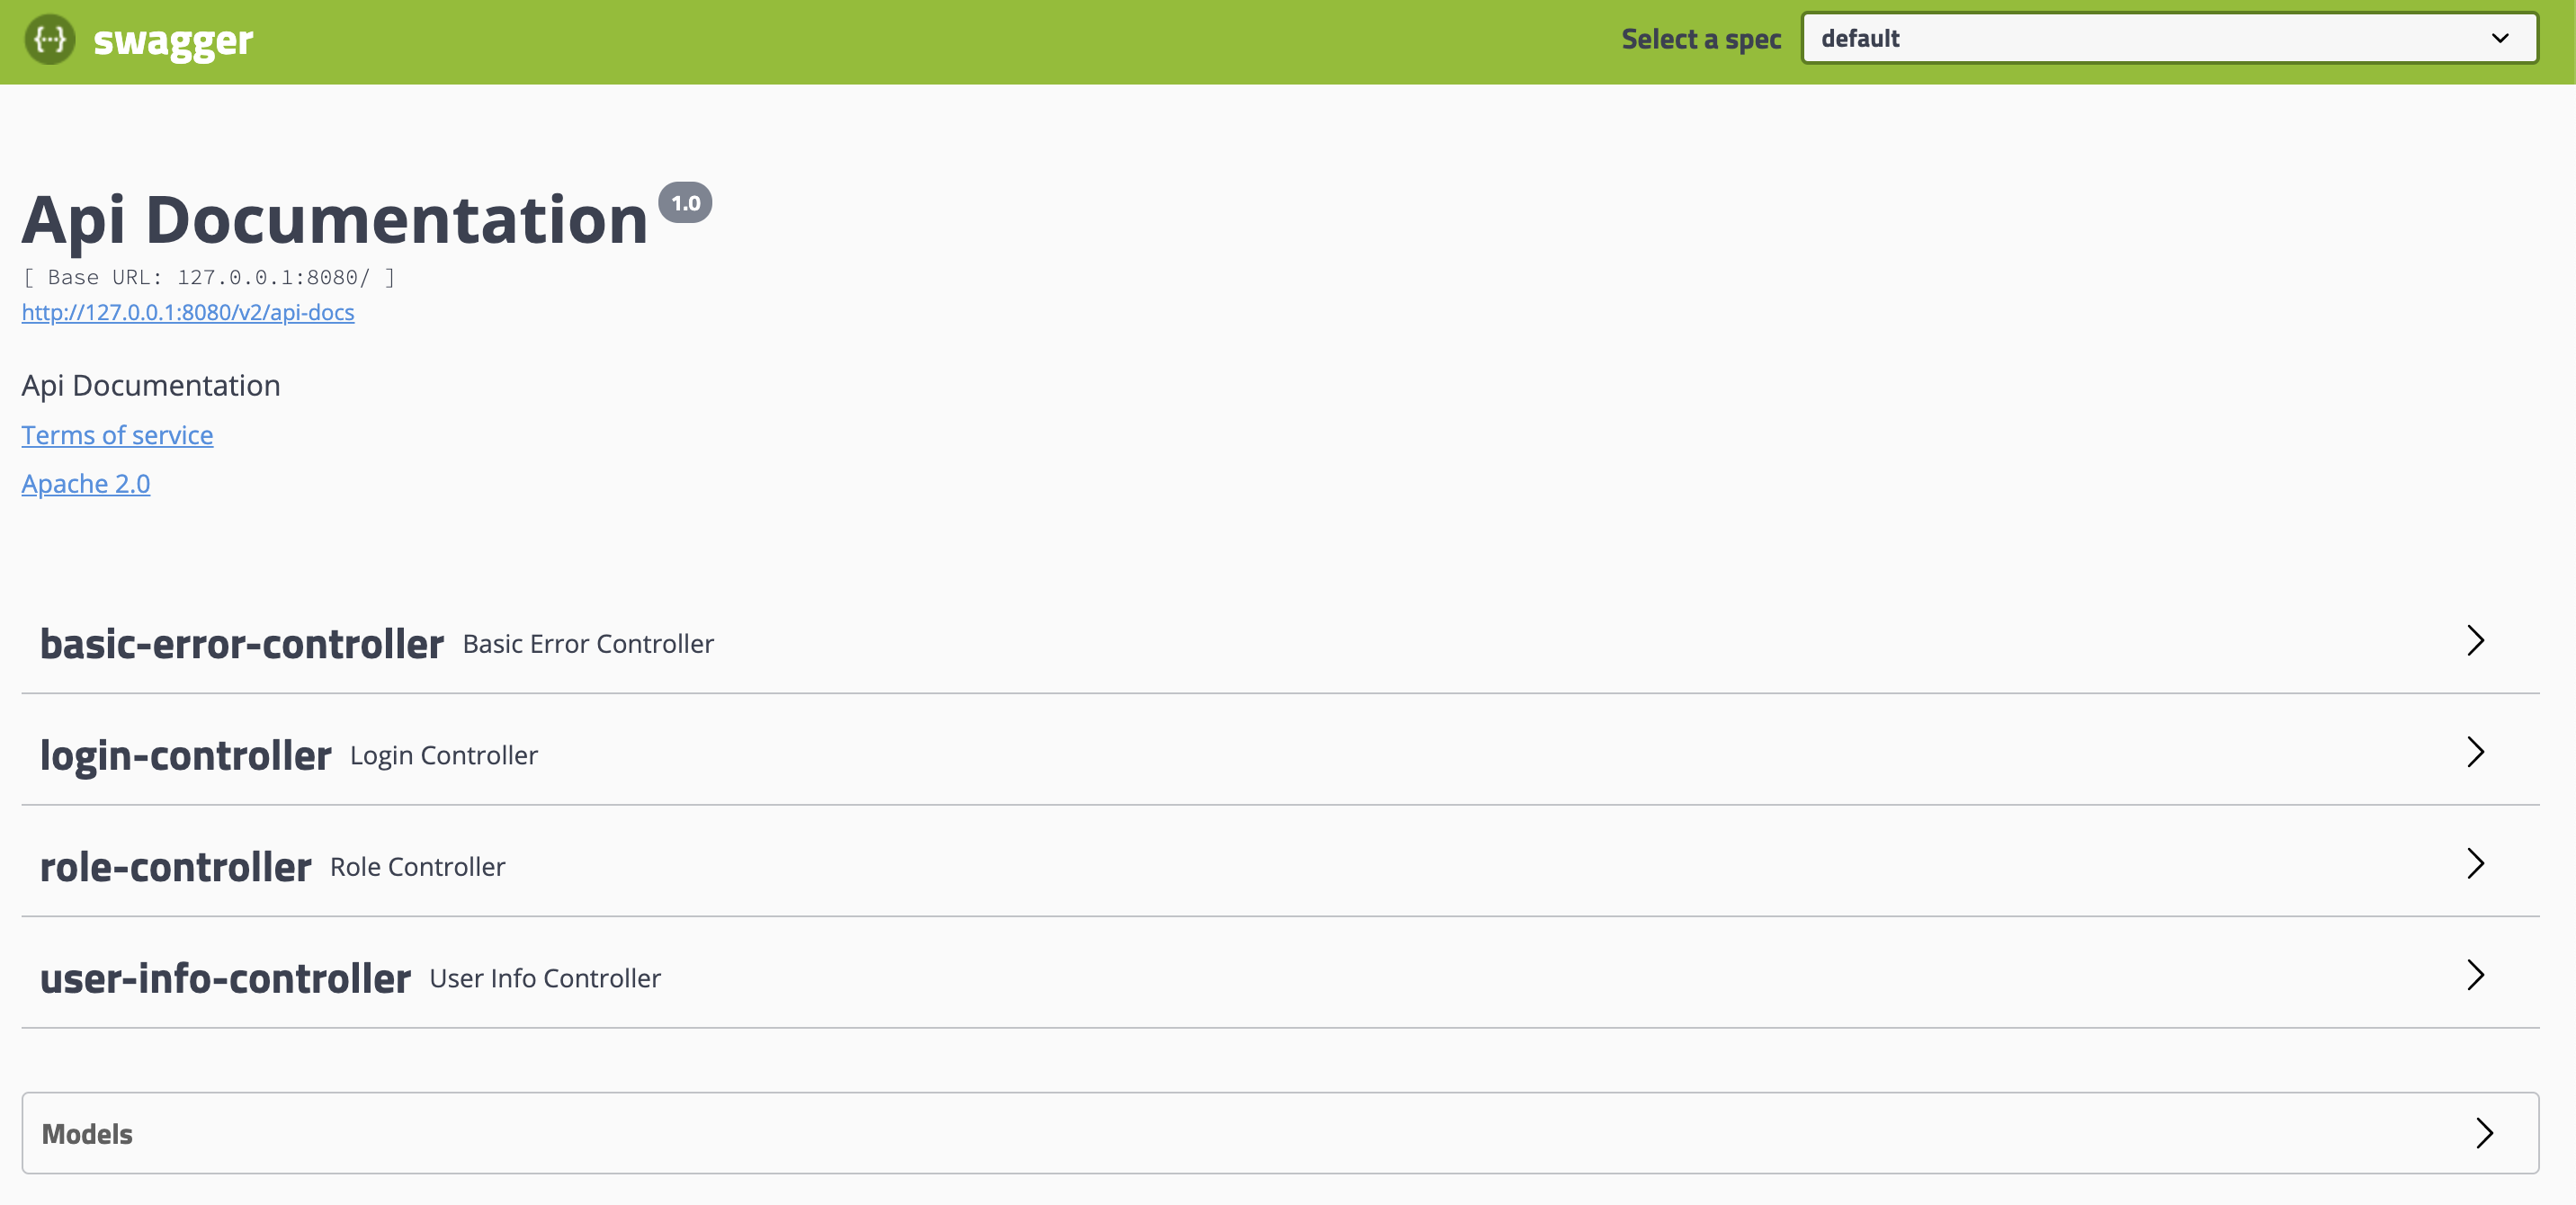 {···} swagger
Select a spec default
Api Documentation 1.0
[ Base URL: 127.0.0.1:8080/ ]
http://127.0.0.1:8080/v2/api-docs
Api Documentation
Terms of service
Apache 2.0
basic-error-controller Basic Error Controller
login-controller Login Controller
role-controller Role Controller
user-info-controller User Info Controller
Models